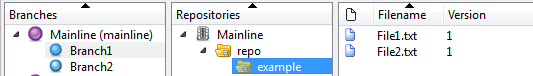 Branches
Mainline (mainline)
Branch1
Branch2
Repositories
Mainline
repo
example
Filename Version
File1.txt 1
File2.txt 1